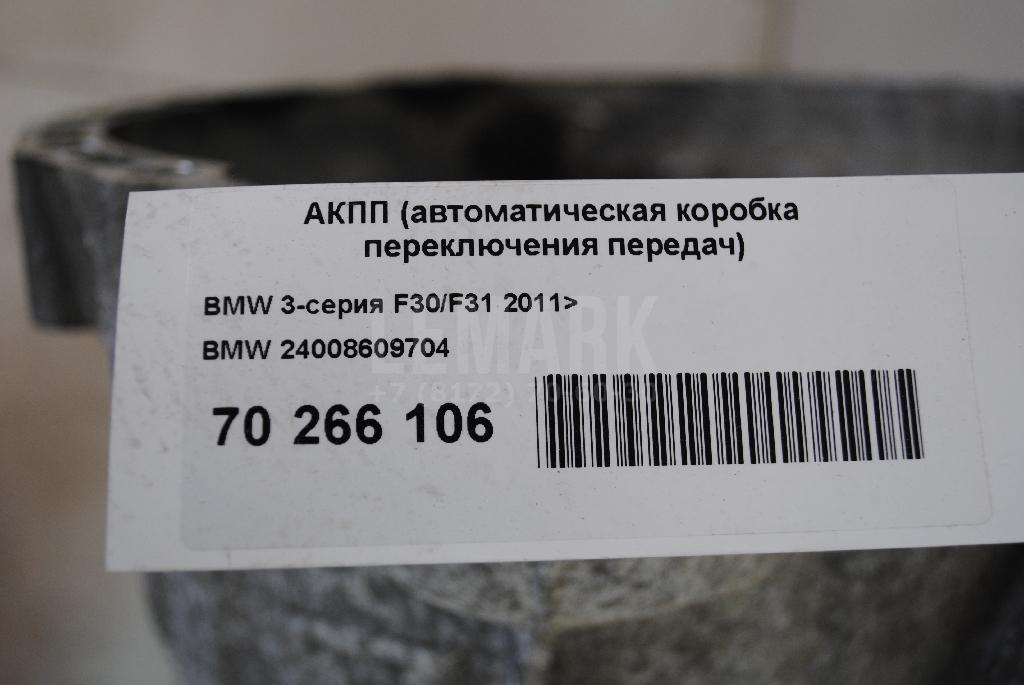 АКПП (автоматическая коробка
переключения передач)
BMW 3-серия F30/F31 2011>
LEMARK
BMW 24008609704
70 266 106